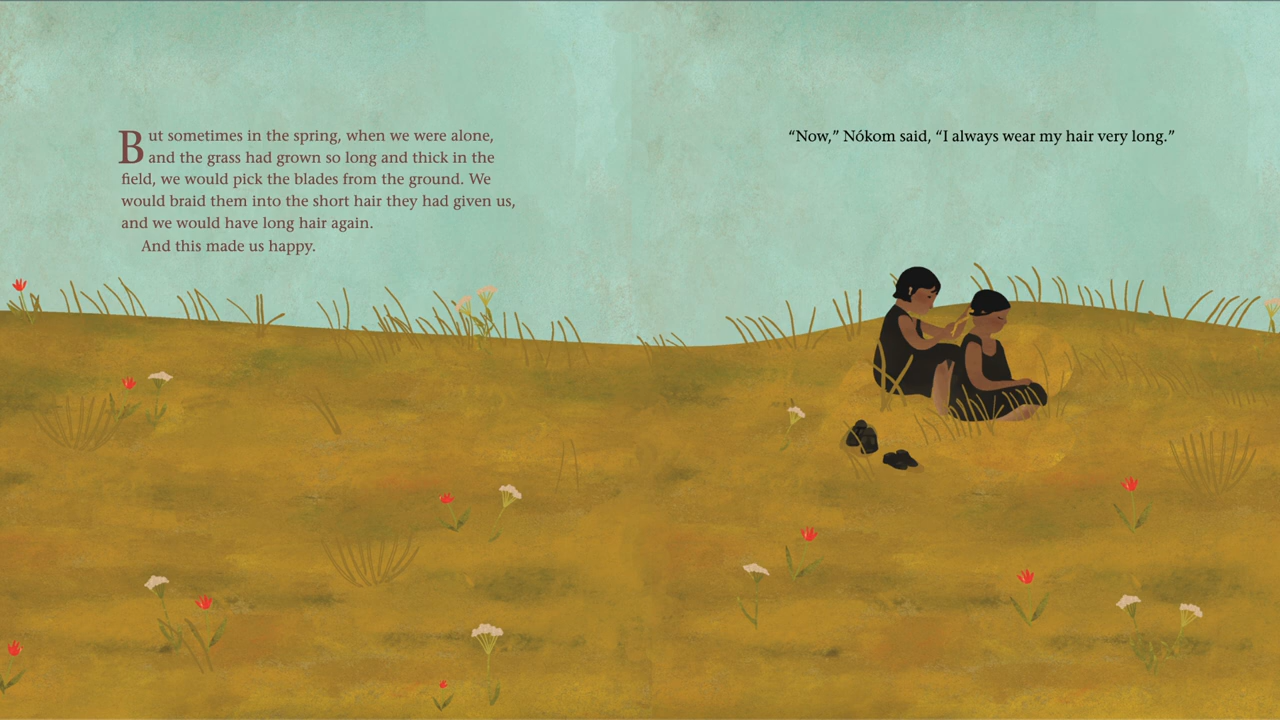 But sometimes in the spring, when we were alone,
and the grass had grown so long and thick in the
field, we would pick the blades from the ground. We
would braid them into the short hair they had given us,
and we would have long hair again.
And this made us happy.
“Now,” Nókom said, “I always wear my hair very long.”